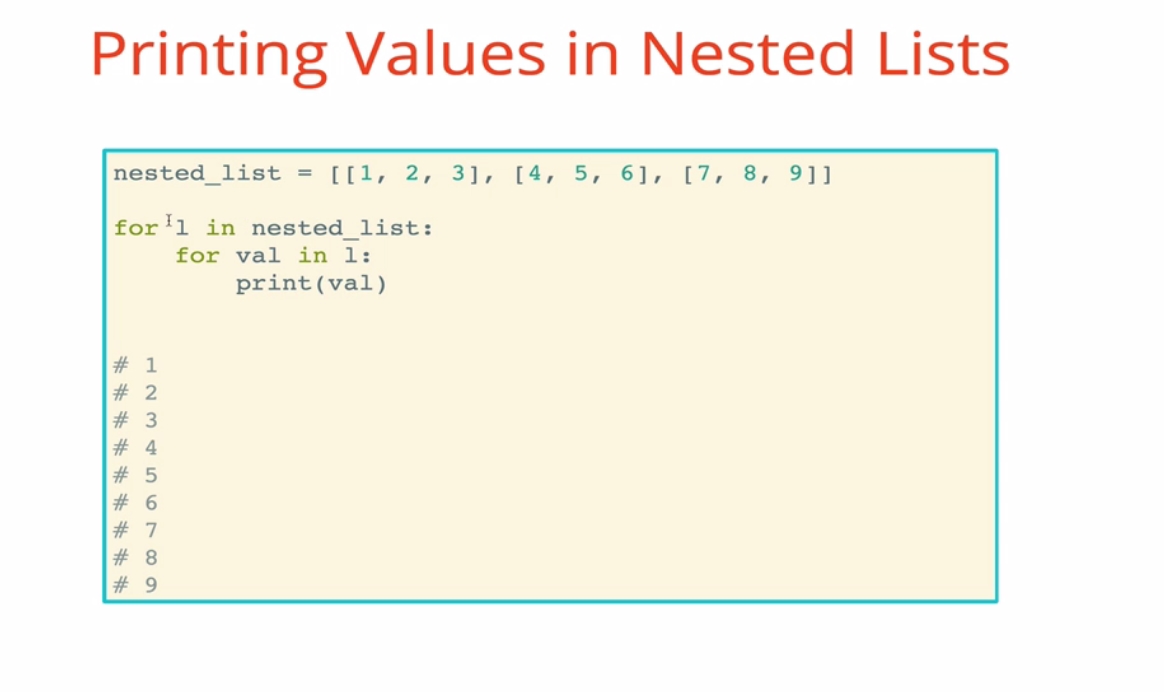 Printing Values in Nested Lists
nested_list = [[1, 2, 3], [4, 5, 6], [7, 8, 9]]
for l in nested_list:
    for val in l:
        print(val)
# 1
# 2
# 3
# 4
# 5
# 6
# 7
# 8
# 9